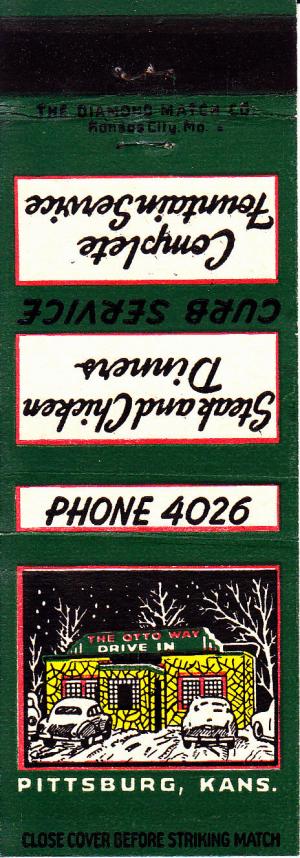 THE DIAMOND MATCH CO.
Kansas City, Mo.
Complete
Fountain Service
CURB SERVICE
Steak and Chicken
Dinners
PHONE 4026
THE OTTO WAY
DRIVE IN
PITTSBURG, KANS.
CLOSE COVER BEFORE STRIKING MATCH